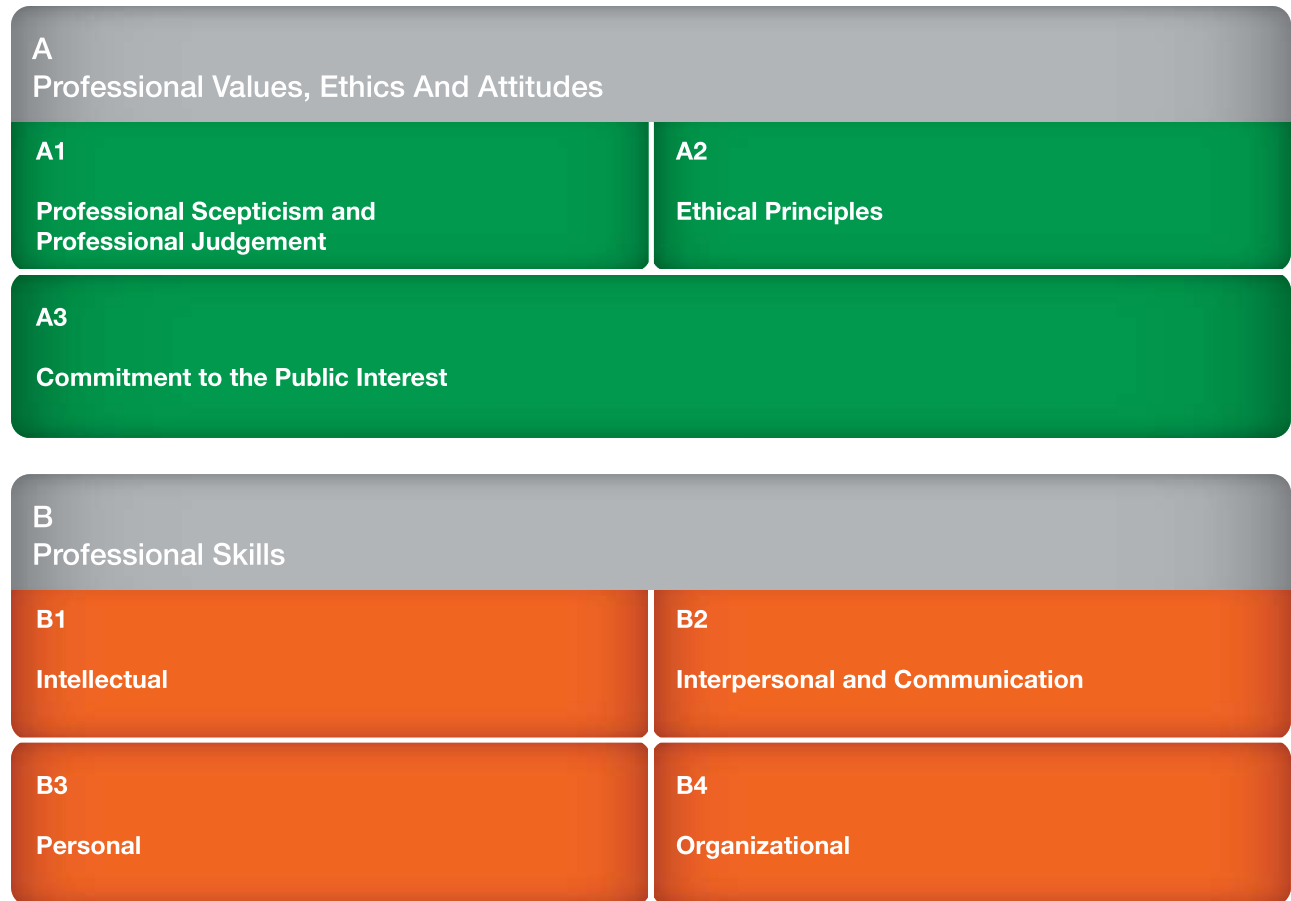 A
Professional Values, Ethics And Attitudes
A1
Professional Scepticism and
Professional Judgement
A2
Ethical Principles
A3
Commitment to the Public Interest
B
Professional Skills
B1
Intellectual
B2
Interpersonal and Communication
B3
Personal
B4
Organizational